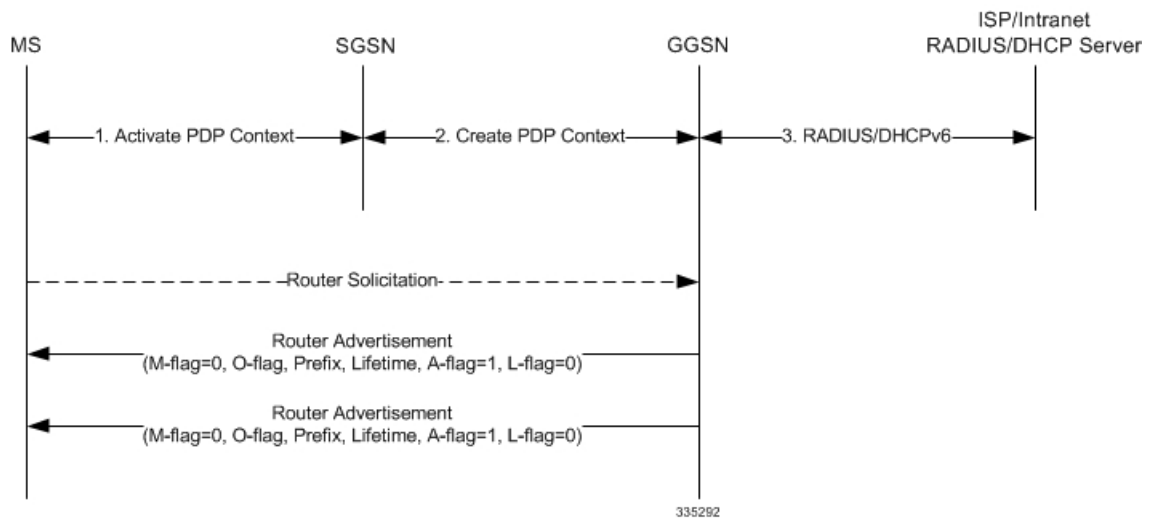 ISP/Intranet
MS
SGSN
GGSN
RADIUS/DHCP Server
1. Activate PDP Context
2. Create PDP Context
3. RADIUS/DHCPv6
Router Solicitation
Router Advertisement
(M-flag=0, O-flag, Prefix, Lifetime, A-flag=1, L-flag=0)
Router Advertisement
(M-flag=0, O-flag, Prefix, Lifetime, A-flag=1, L-flag=0)
335292